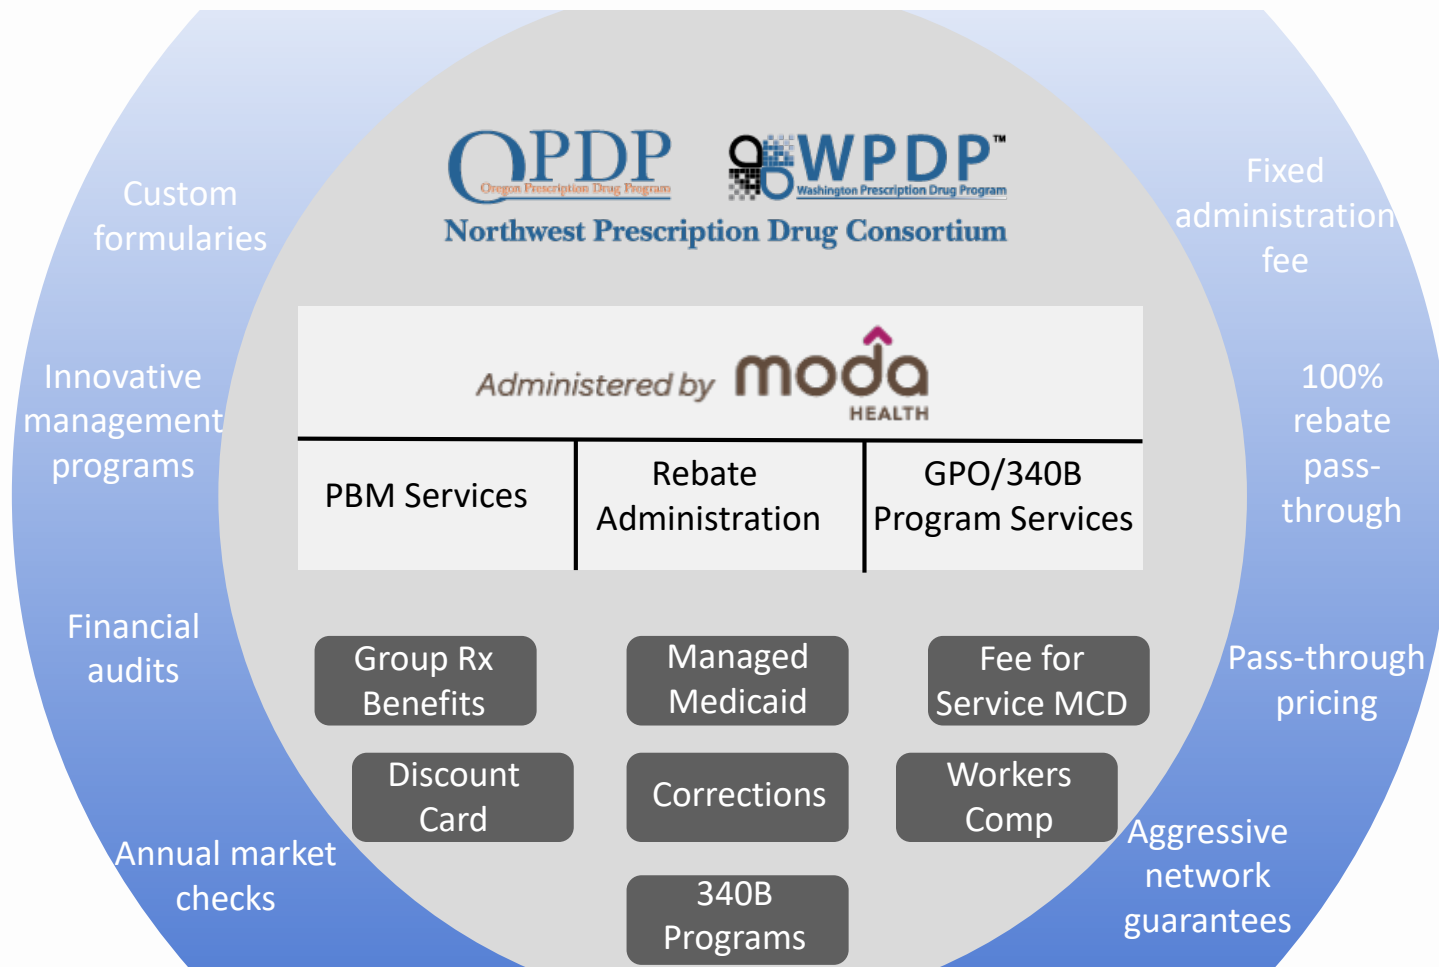 OPDP
Oregon Prescription Drug Program
WPDP™
Washington Prescription Drug Program
Northwest Prescription Drug Consortium
Custom
formularies
Innovative
management
programs
Financial
audits
Annual market
checks
Administered by moda
HEALTH
PBM Services
Rebate
Administration
GPO/340B
Program Services
Group Rx
Benefits
Managed
Medicaid
Fee for
Service MCD
Discount
Card
Corrections
Workers
Comp
340B
Programs
Fixed
administration
fee
100%
rebate
pass-
through
Pass-through
pricing
Aggressive
network
guarantees